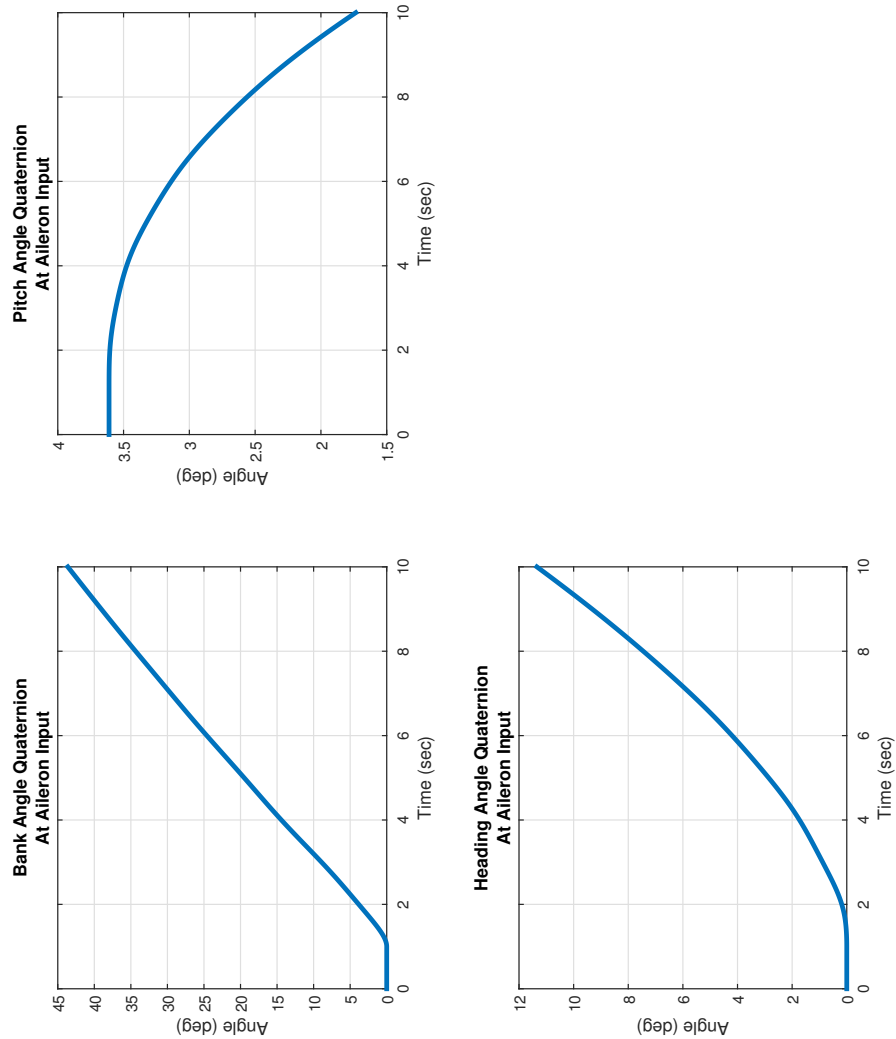 Bank Angle Quaternion
At Aileron Input
45
40
35
30
25
20
15
10
5
0
Angle (deg)
0 2 4 6 8 10
Time (sec)
Pitch Angle Quaternion
At Aileron Input
4
3.5
3
2.5
2
1.5
Angle (deg)
0 2 4 6 8 10
Time (sec)
Heading Angle Quaternion
At Aileron Input
12
10
8
6
4
2
0
Angle (deg)
0 2 4 6 8 10
Time (sec)